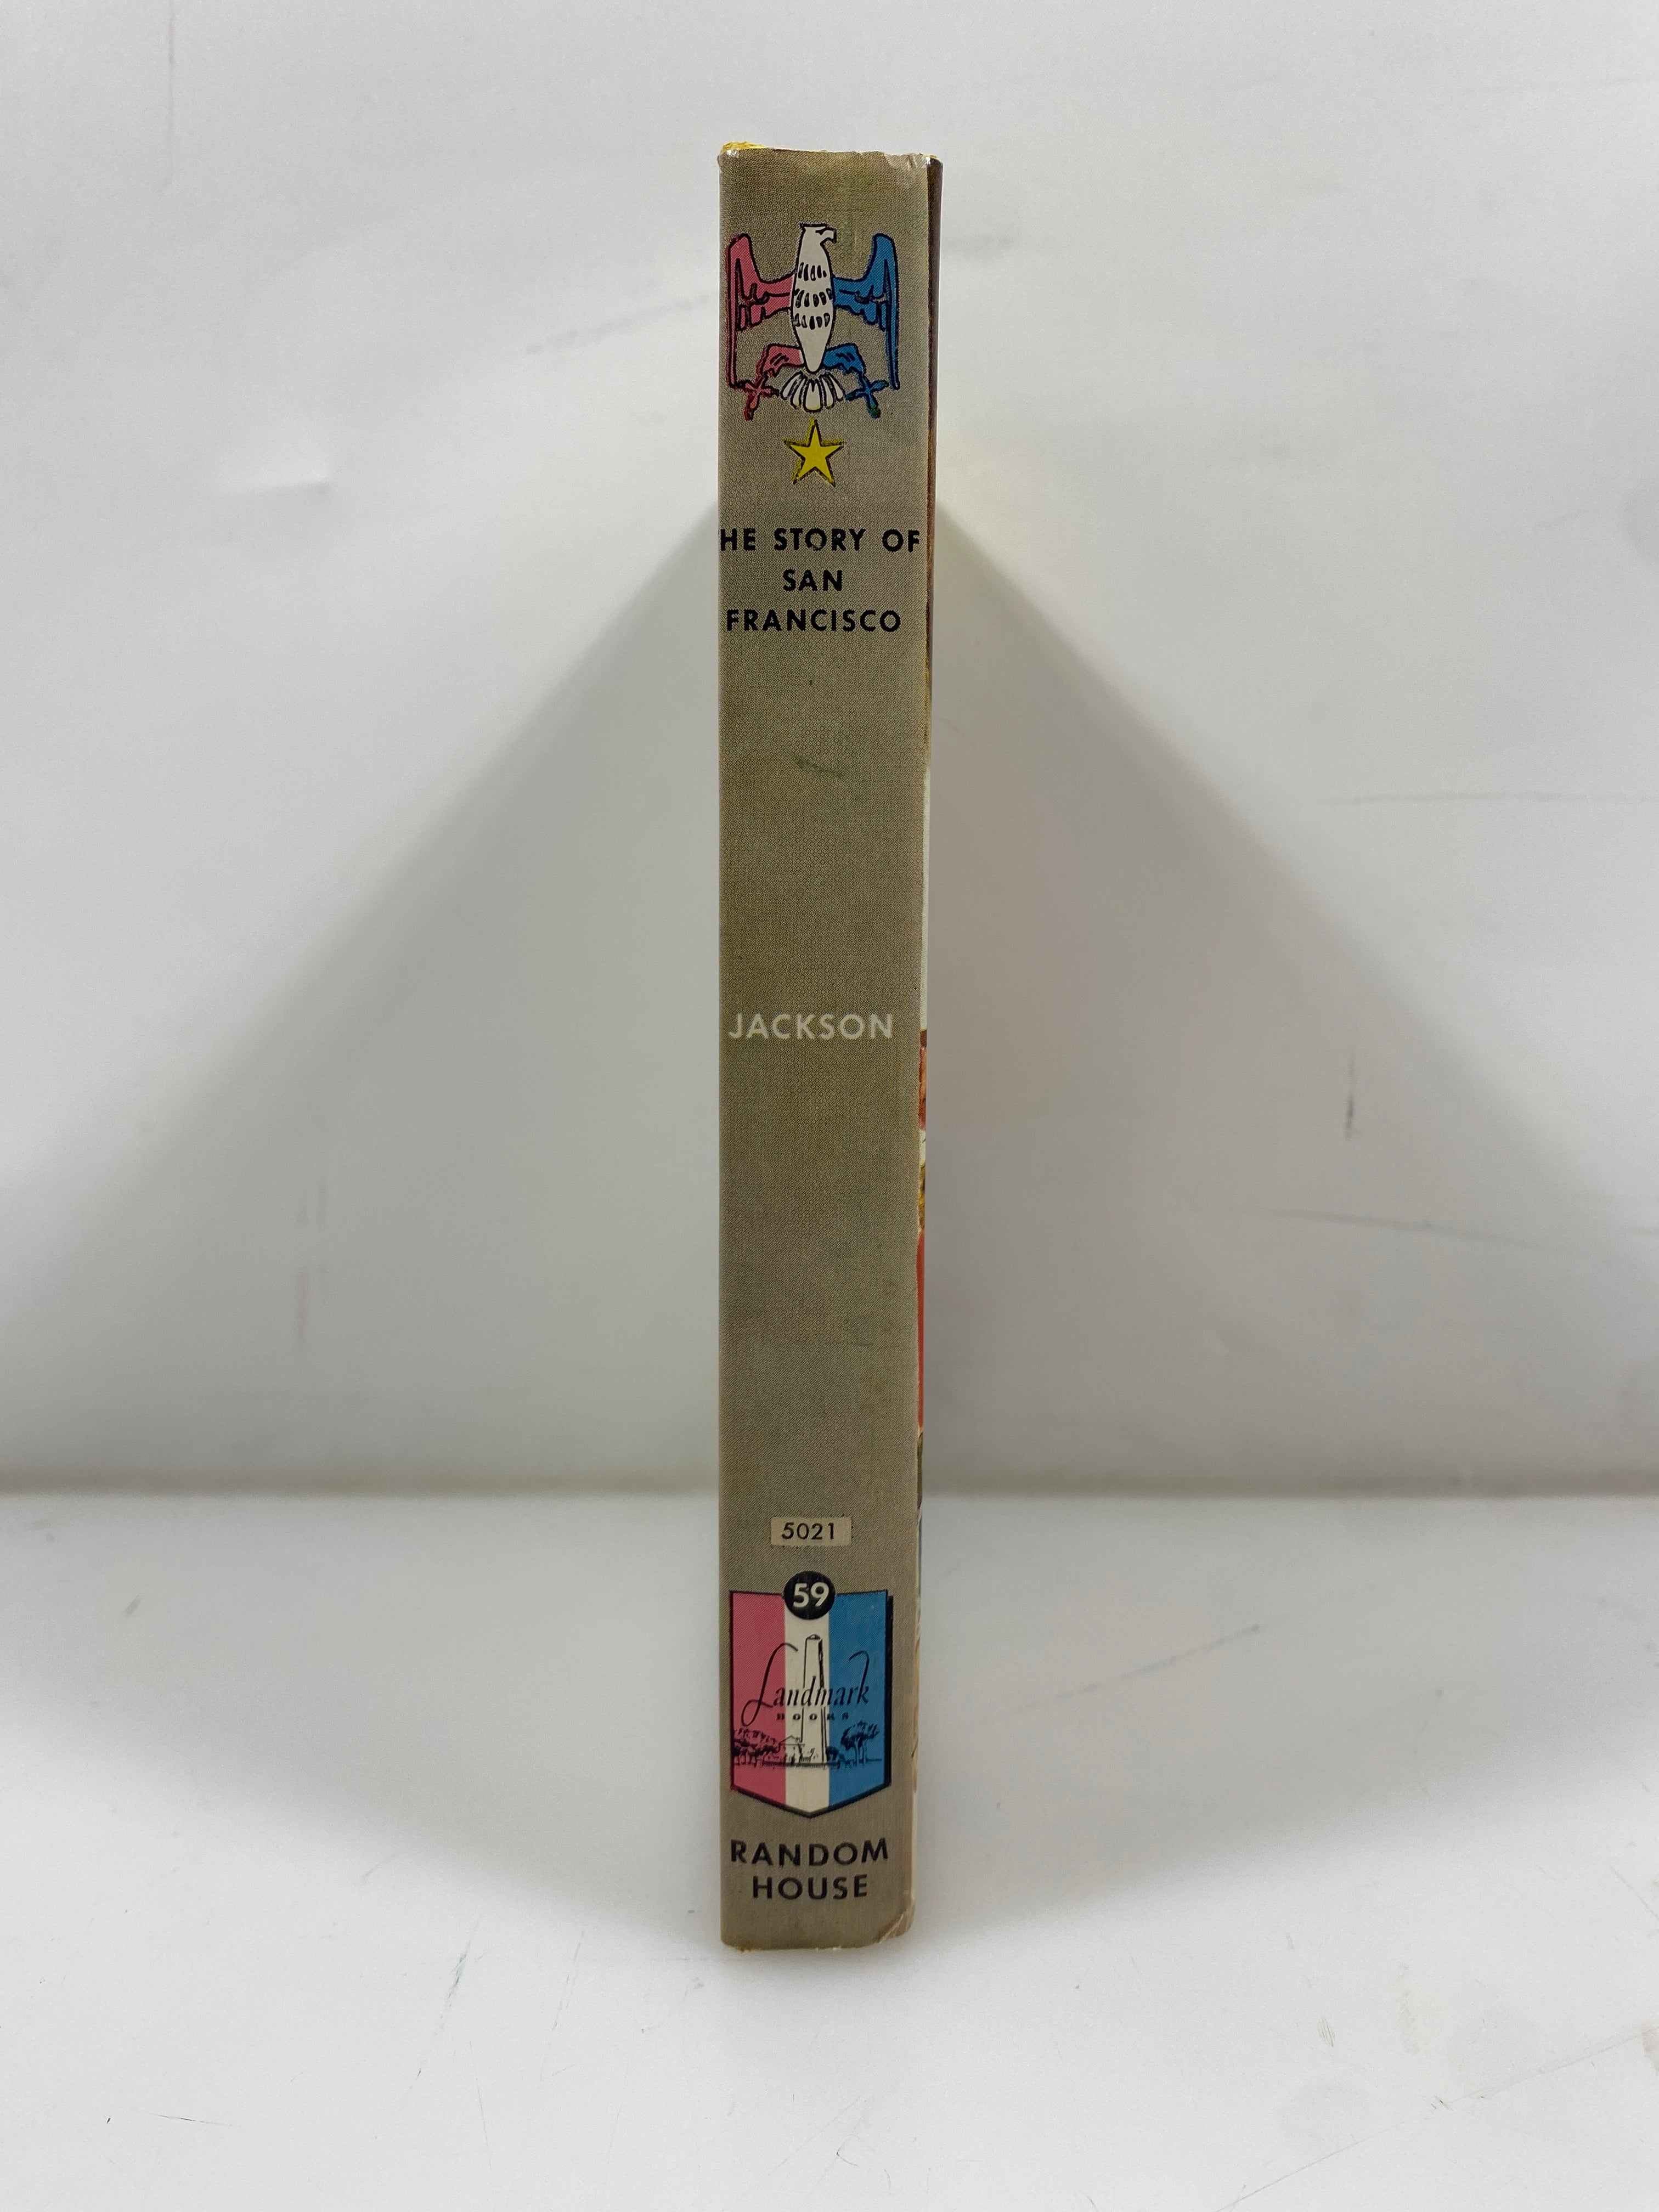 HE STORY OF
SAN
FRANCISCO
JACKSON
5021
59
Landmark
BOOKS
RANDOM
HOUSE